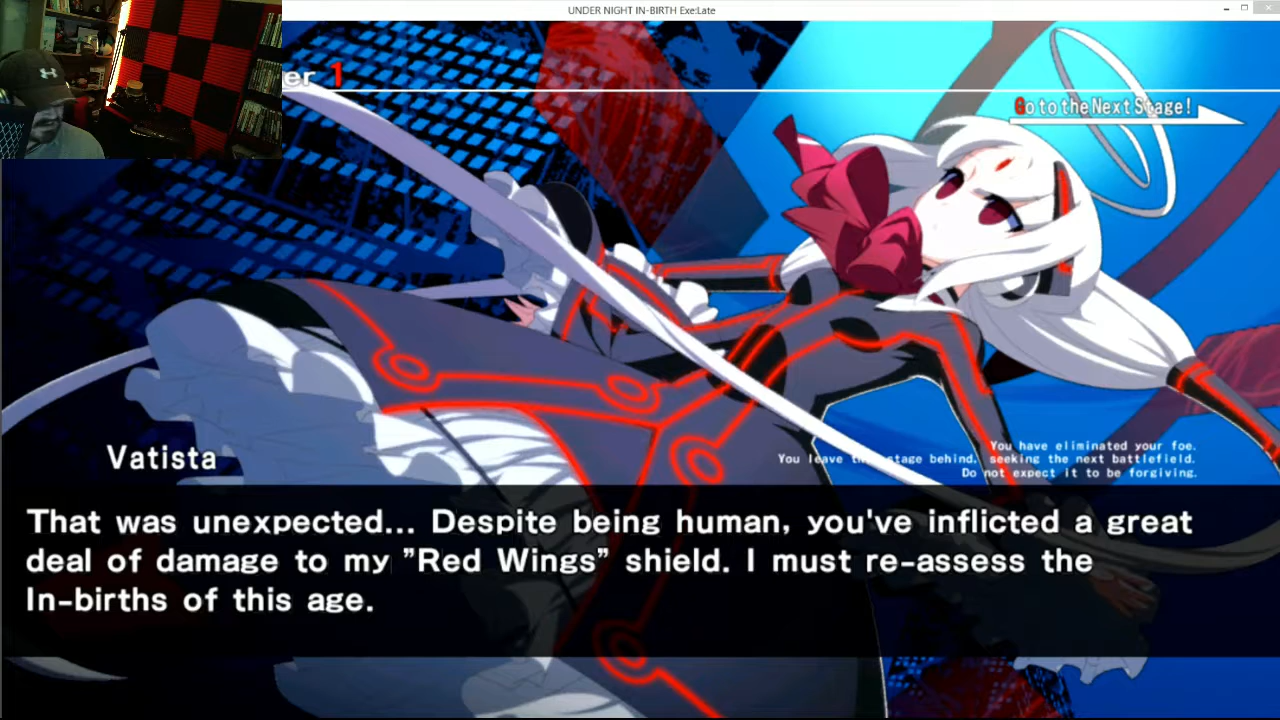 UNDER NIGHT IN-BIRTH Exe:Late
er 1
Go to the Next Stage!
Vatista
You have eliminated your foe.
You leave stage behind, seeking the next battlefield.
Do not expect it to be forgiving.
That was unexpected... Despite being human, you've inflicted a great
deal of damage to my "Red Wings" shield. I must re-assess the
In-births of this age.